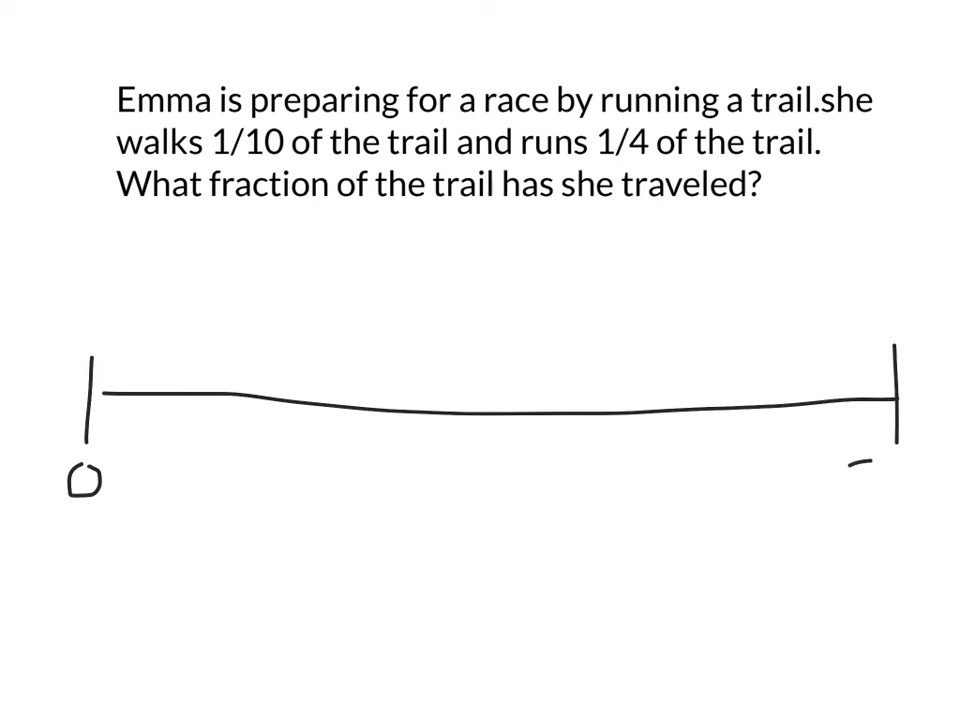 Emma is preparing for a race by running a trail.she
walks 1/10 of the trail and runs 1/4 of the trail.
What fraction of the trail has she traveled?
0